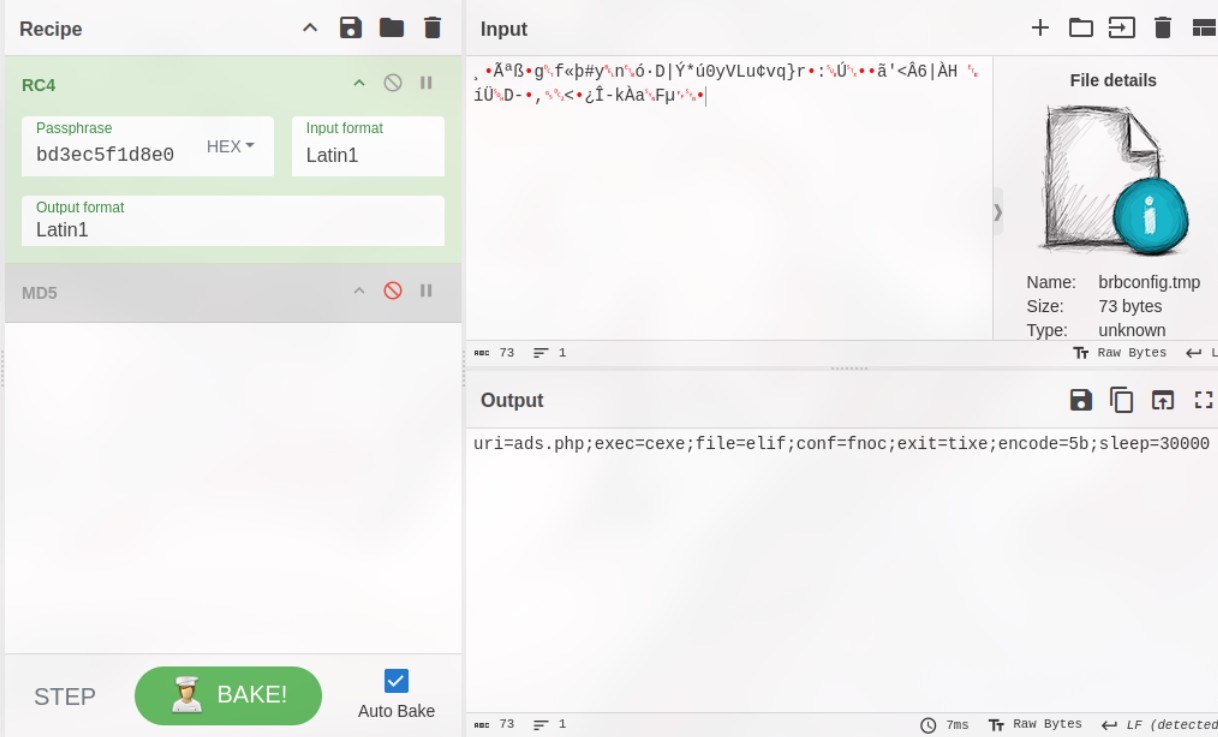 Recipe
RC4
Passphrase
bd3ec5f1d8e0
HEX
Input format
Latin1
Output format
Latin1
MD5
STEP
BAKE!
Auto Bake
Input
File details
Name: brbconfig.tmp
Size: 73 bytes
Type: unknown
73 1
Raw Bytes
L
Output
uri=ads.php;exec=cexe;file=elif;conf=fnoc;exit=tixe;encode=5b;sleep=30000
73 1
7ms
Raw Bytes
LF (detected